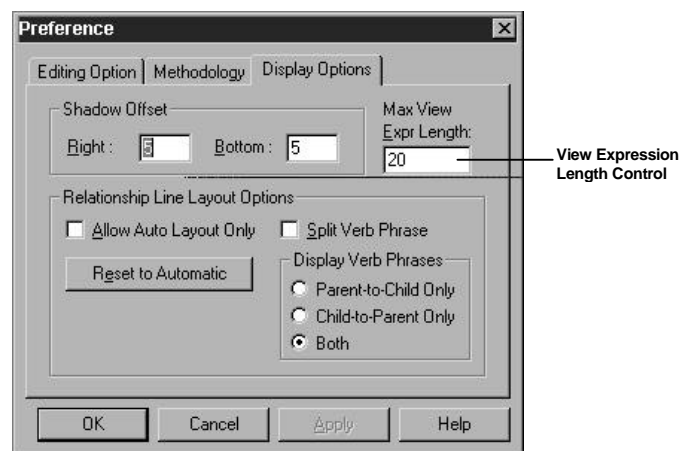 Preference
Editing Option Methodology Display Options
Shadow Offset
Right : 5 Bottom : 5
Max View
Expr Length:
20
View Expression
Length Control
Relationship Line Layout Options
Allow Auto Layout Only Split Verb Phrase
Reset to Automatic
Display Verb Phrases
Parent-to-Child Only
Child-to-Parent Only
Both
OK Cancel Apply Help